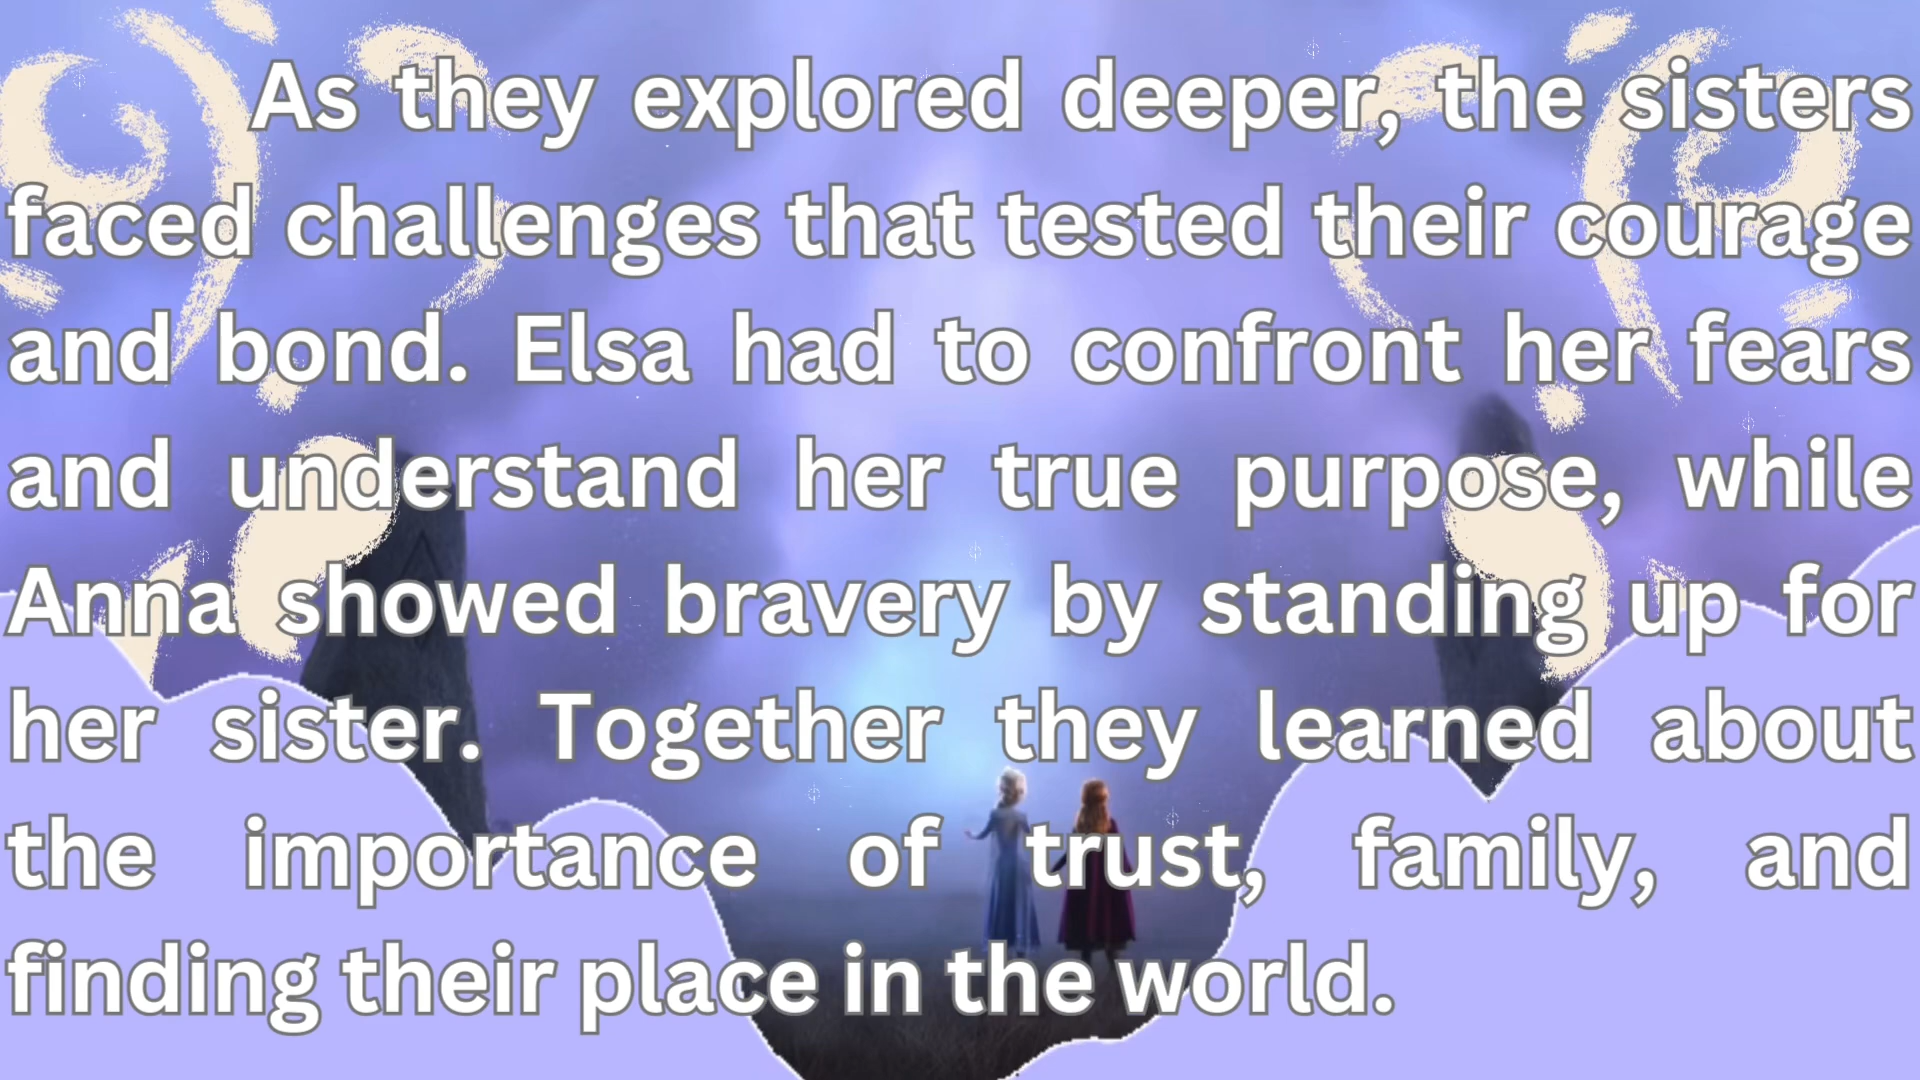 As they explored deeper, the sisters
faced challenges that tested their courage
and bond. Elsa had to confront her fears
and understand her true purpose, while
Anna showed bravery by standing up for
her sister. Together they learned about
the importance of trust, family, and
finding their place in the world.